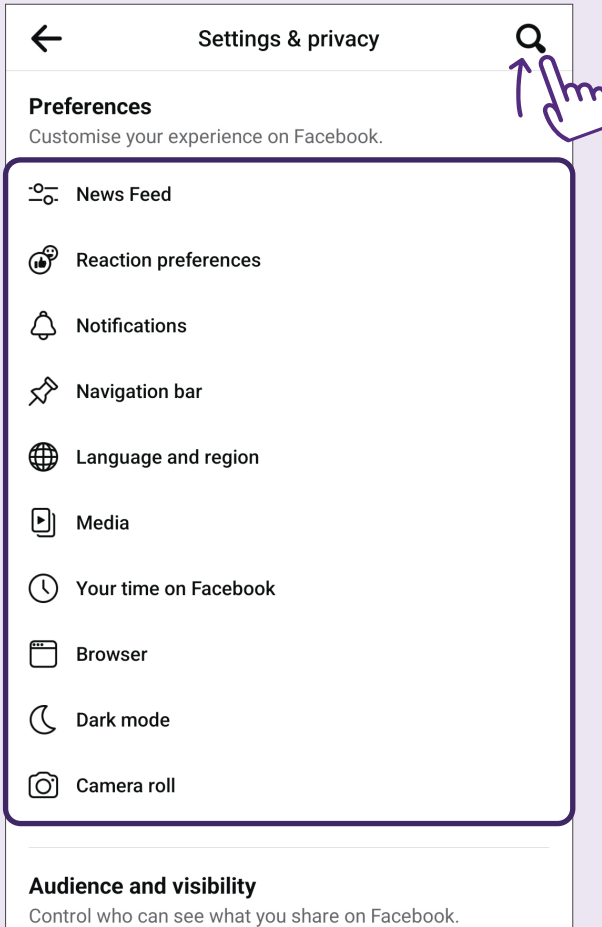 Settings & privacy
Preferences
Customise your experience on Facebook.
News Feed
Reaction preferences
Notifications
Navigation bar
Language and region
Media
Your time on Facebook
Browser
Dark mode
Camera roll
Audience and visibility
Control who can see what you share on Facebook.